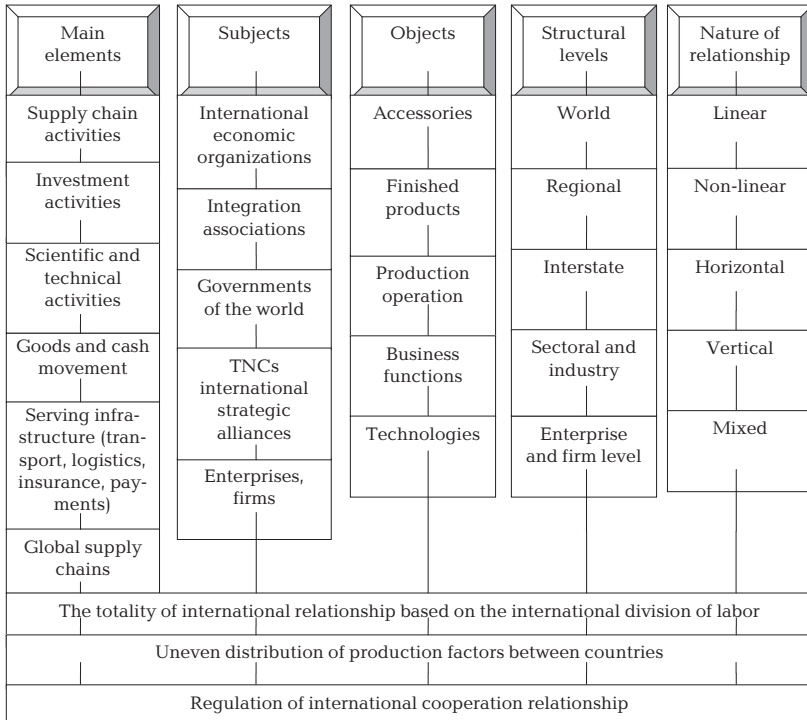 Main
elements
Supply chain
activities
Investment
activities
Scientific and
technical
activities
Goods and cash
movement
Serving infra-
structure (tran-
sport, logistics,
insurance, pay-
ments)
Global supply
chains
Subjects
International
economic
organizations
Integration
associations
Governments
of the world
TNCs
international
strategic
alliances
Enterprises,
firms
Objects
Accessories
Finished
products
Production
operation
Business
functions
Technologies
Structural
levels
World
Regional
Interstate
Sectoral and
industry
Enterprise
and firm level
Nature of
relationship
Linear
Non-linear
Horizontal
Vertical
Mixed
The totality of international relationship based on the international division of labor
Uneven distribution of production factors between countries
Regulation of international cooperation relationship